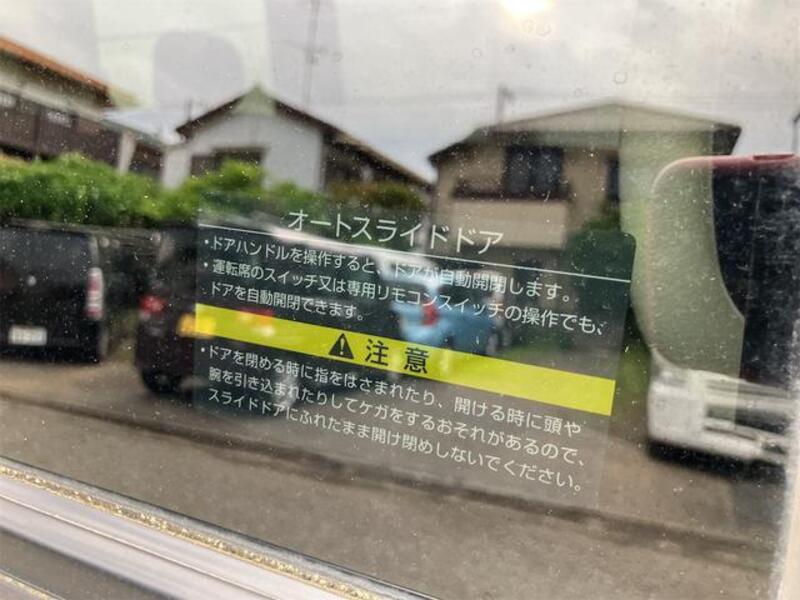 オートスライドドア
・ドアハンドルを操作すると、ドアが自動開閉します。
・運転席のスイッチ又は専用リモコンスイッチの操作でも、
ドアを自動開閉できます。
注意
・ドアを閉める時に指をはさまれたり、開ける時に頭や
腕を引き込まれたりしてケガをするおそれがあるので、
スライドドアにふれたまま開け閉めしないでください。